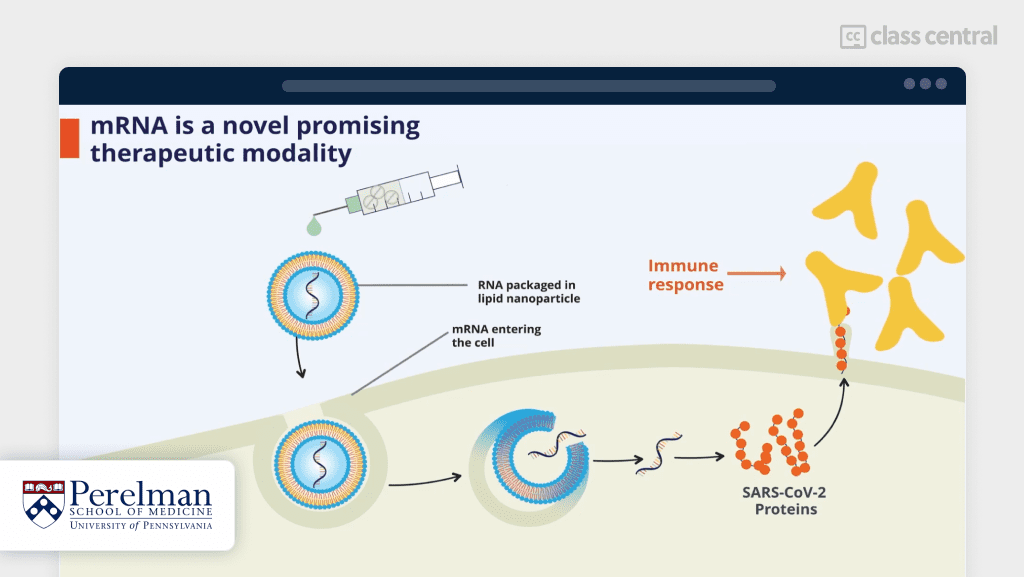 cc class central
mRNA is a novel promising
therapeutic modality
RNA packaged in
lipid nanoparticle
mRNA entering
the cell
Immune
response
SARS-CoV-2
Proteins
Perelman
SCHOOL OF MEDICINE
UNIVERSITY of PENNSYLVANIA